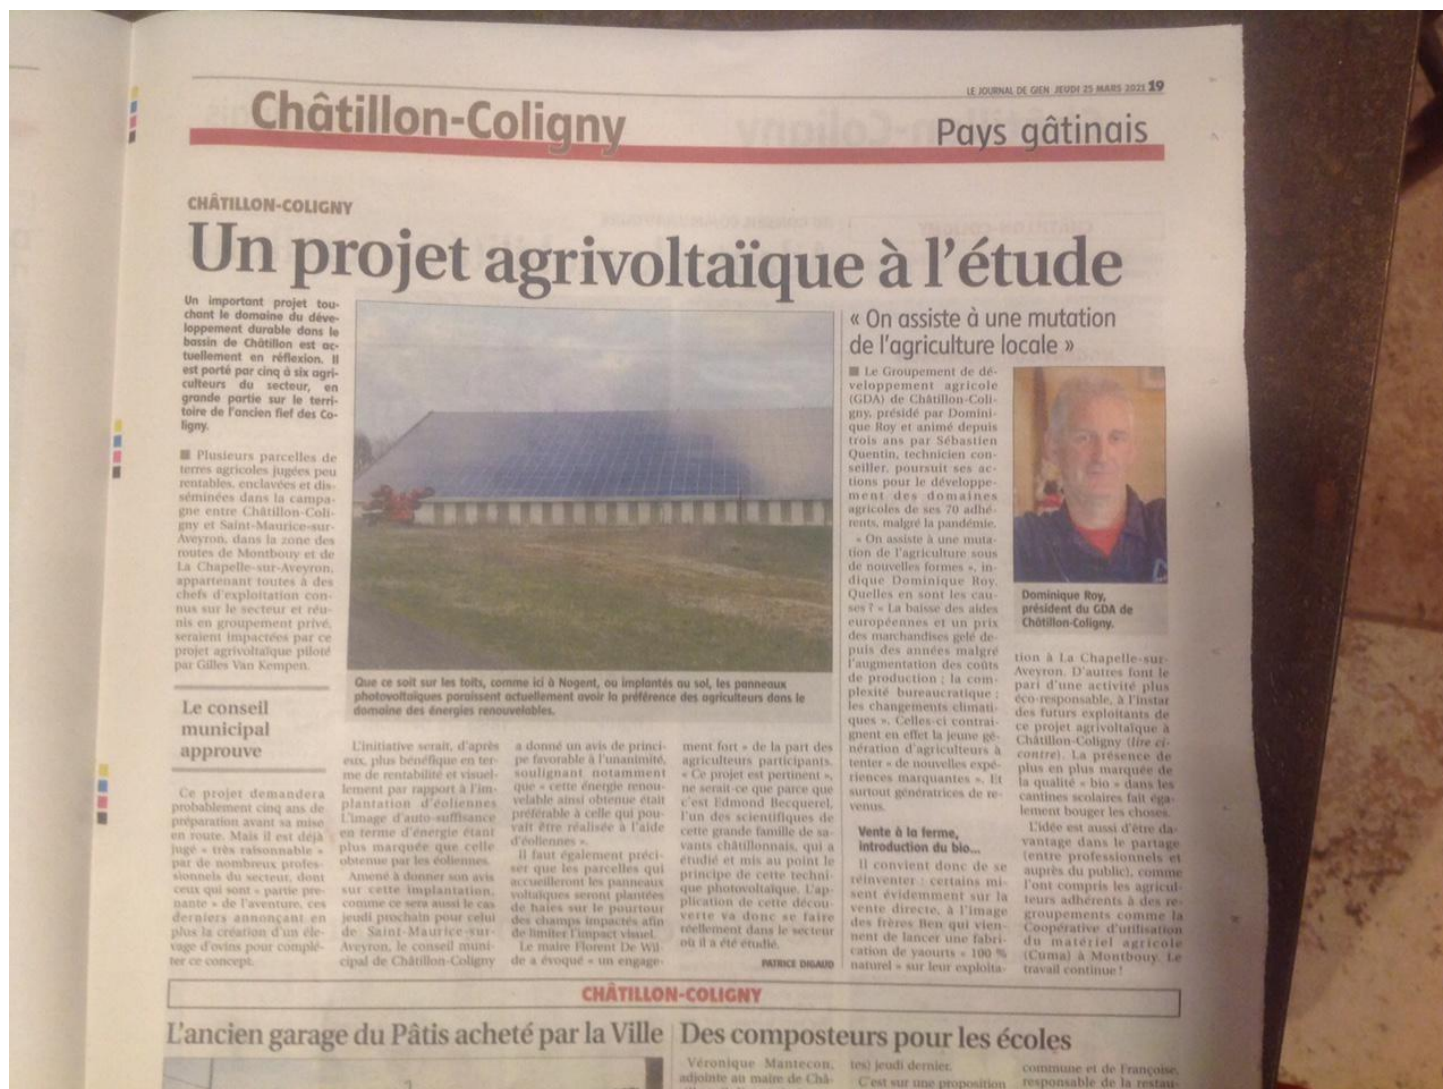 LE JOURNAL DE GIEN JEUDI 25 MARS 2021 19
Châtillon-Coligny
Pays gâtinais
CHÂTILLON-COLIGNY
Un projet agrivoltaïque à l'étude
Un important projet tou-
chant le domaine du déve-
loppement durable dans le
bassin de Châtillon est ac-
tuellement en réflexion. Il
est porté par cinq à six agri-
culteurs du secteur, en
grande partie sur le terri-
toire de l'ancien fief des Co-
ligny.
Plusieurs parcelles de
terres agricoles jugées peu
rentables, enclavées et dis-
séminées dans la campa-
gne entre Châtillon-Coli-
gny et Saint-Maurice-sur-
Aveyron, dans la zone des
routes de Montbouy et de
La Chapelle-sur-Aveyron,
appartenant toutes à des
chefs d'exploitation con-
nus sur le secteur et réu-
nis en groupement privé,
seraient impactées par ce
projet agrivoltaïque piloté
par Gilles Van Kempen.
Le conseil
municipal
approuve
Ce projet demandera
probablement cinq ans de
préparation avant sa mise
en route. Mais il est déjà
jugé « très raisonnable »
par de nombreux profes-
sionnels du secteur, dont
ceux qui sont « partie pre-
nante » de l'aventure, ces
derniers annonçant en
plus la création d'un éle-
vage d'ovins pour complé-
ter ce concept.
Que ce soit sur les toits, comme ici à Nogent, ou implantés au sol, les panneaux
photovoltaïques paraissent actuellement avoir la préférence des agriculteurs dans le
domaine des énergies renouvelables.
L'initiative serait, d'après
eux, plus bénéfique en ter-
me de rentabilité et visuel-
lement par rapport à l'im-
plantation d'éoliennes
L'image d'auto-suffisance
en terme d'énergie étant
plus marquée que celle
obtenue par les éoliennes.
Amené à donner son avis
sur cette implantation,
comme ce sera aussi le cas
jeudi prochain pour celui
de Saint-Maurice-sur-
Aveyron, le conseil muni-
cipal de Châtillon-Coligny
a donné un avis de princi-
pe favorable à l'unanimité,
soulignant notamment
que « cette énergie renou-
velable ainsi obtenue était
préférable à celle qui pou-
vait être réalisée à l'aide
d'éoliennes ».
Il faut également préci-
ser que les parcelles qui
accueilleront les panneaux
voltaïques seront plantées
de haies sur le pourtour
des champs impactés afin
de limiter l'impact visuel.
Le maire Florent De Wil-
de a évoqué « un engage-
ment fort » de la part des
agriculteurs participants.
« Ce projet est pertinent »,
ne serait-ce que parce que
c'est Edmond Becquerel,
l'un des scientifiques de
cette grande famille de sa-
vants châtillonnais, qui a
étudié et mis au point le
principe de cette techni-
que photovoltaïque. L'ap-
plication de cette décou-
verte va donc se faire
réellement dans le secteur
où il a été étudié.
PATRICE DIGAUD
« On assiste à une mutation
de l'agriculture locale »
Le Groupement de dé-
veloppement agricole
(GDA) de Châtillon-Coli-
gny, présidé par Domini-
que Roy et animé depuis
trois ans par Sébastien
Quentin, technicien con-
seiller, poursuit ses ac-
tions pour le développe-
ment des domaines
agricoles de ses 70 adhé-
rents, malgré la pandémie.
« On assiste à une muta-
tion de l'agriculture sous
de nouvelles formes », in-
dique Dominique Roy.
Quelles en sont les cau-
ses ? « La baisse des aides
européennes et un prix
des marchandises gelé de-
puis des années malgré
l'augmentation des coûts
de production ; la com-
plexité bureaucratique ;
les changements climati-
ques ». Celles-ci contrai-
gnent en effet la jeune gé-
nération d'agriculteurs à
tenter « de nouvelles expé-
riences marquantes ». Et
surtout génératrices de re-
venus.
Vente à la ferme,
introduction du bio...
Il convient donc de se
réinventer : certains mi-
sent évidemment sur la
vente directe, à l'image
des frères Ben qui vien-
nent de lancer une fabri-
cation de yaourts « 100 %
naturel » sur leur exploita-
Dominique Roy,
président du GDA de
Châtillon-Coligny.
tion à La Chapelle-sur-
Aveyron. D'autres font le
pari d'une activité plus
éco-responsable, à l'instar
des futurs exploitants de
ce projet agrivoltaïque à
Châtillon-Coligny (lire ci-
contre). La présence de
plus en plus marquée de
la qualité « bio » dans les
cantines scolaires fait éga-
lement bouger les choses.
L'idée est aussi d'être da-
vantage dans le partage
(entre professionnels et
auprès du public), comme
l'ont compris les agricul-
teurs adhérents à des re-
groupements comme la
Coopérative d'utilisation
du matériel agricole
(Cuma) à Montbouy. Le
travail continue !
CHÂTILLON-COLIGNY
L'ancien garage du Pâtis acheté par la Ville
Des composteurs pour les écoles
Véronique Mantecon,
adjointe au maire de Châ-
tes) jeudi dernier.
C'est sur une proposition
commune et de Françoise,
responsable de la restau-